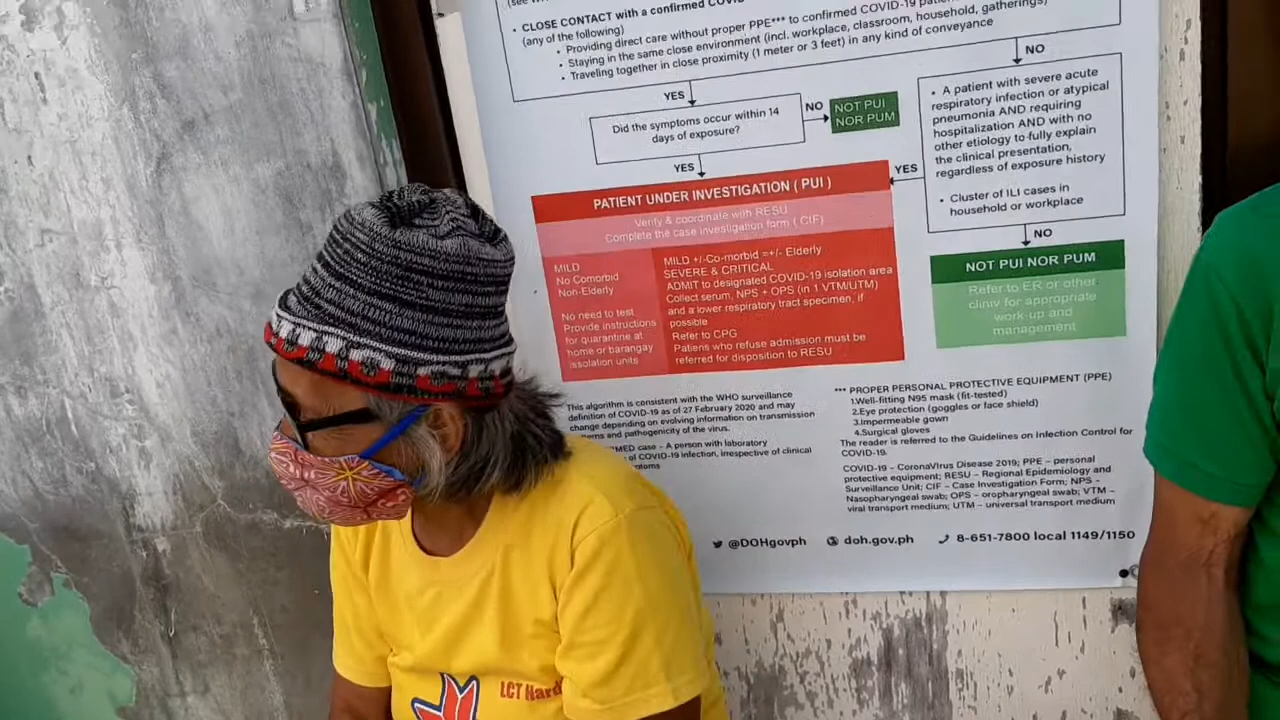 CLOSE CONTACT with a confirmed
(any of the following)
• Providing direct care without proper PPE*** to confirmed COVID-19
• Staying in the same close environment (incl. workplace, classroom, household, gatherings)
• Traveling together in close proximity (1 meter or 3 feet) in any kind of conveyance
YES
NO
Did the symptoms occur within 14
days of exposure?
NO
NOT PUI
NOR PUM
• A patient with severe acute
respiratory infection or atypical
pneumonia AND requiring
hospitalization AND with no
other etiology to fully explain
the clinical presentation,
regardless of exposure history
• Cluster of ILI cases in
household or workplace
YES
YES
PATIENT UNDER INVESTIGATION ( PUI )
Verify & coordinate with RESU
Complete the case investigation form ( CIF )
MILD
No Comorbid
Non-Elderly
No need to test
Provide instructions
for quarantine at
home or barangay
issolation units
MILD +/-Co-morbid =+/- Elderly
SEVERE & CRITICAL
ADMIT to designated COVID-19 isolation area
Collect serum, NPS + OPS (in 1 VTM/UTM)
and a lower respiratory tract specimen, if
possible
Refer to CPG
Patiens who refuse admission must be
referred for disposition to RESU
NO
NOT PUI NOR PUM
Refer to ER or other
cliniv for appropriate
work-up and
management
This algorithm is consistent with the WHO surveillance
definition of COVID-19 as of 27 February 2020 and may
change depending on evolving information on transmission
and pathogenicity of the virus.
case – A person with laboratory
of COVID-19 infection, irrespective of clinical
*** PROPER PERSONAL PROTECTIVE EQUIPMENT (PPE)
1.Well-fitting N95 mask (fit-tested)
2.Eye protection (goggles or face shield)
3.Impermeable gown
4.Surgical gloves
The reader is referred to the Guidelines on Infection Control for
COVID-19.
COVID-19 - CoronaVirus Disease 2019; PPE - personal
protective equipment; RESU - Regional Epidemiology and
Surveillance Unit; CIF - Case Investigation Form; NPS -
Nasopharyngeal swab; OPS - oropharyngeal swab; VTM -
viral transport medium; UTM - universal transport medium
@DOHgovph doh.gov.ph 8-651-7800 local 1149/1150
LCT Hard